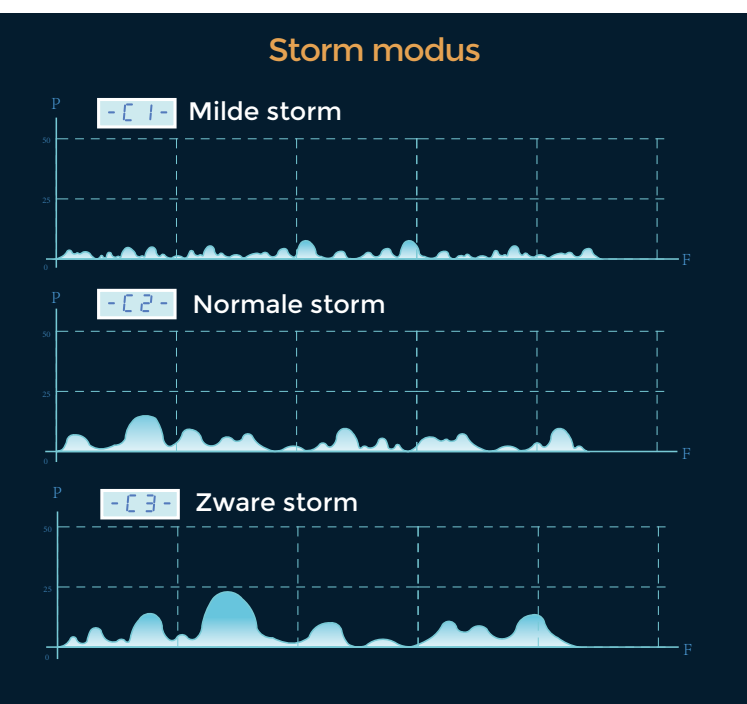 Storm modus
P
-C 1- Milde storm
50
25
0
F
P
-C2- Normale storm
50
25
0
F
P
-C3- Zware storm
50
25
0
F